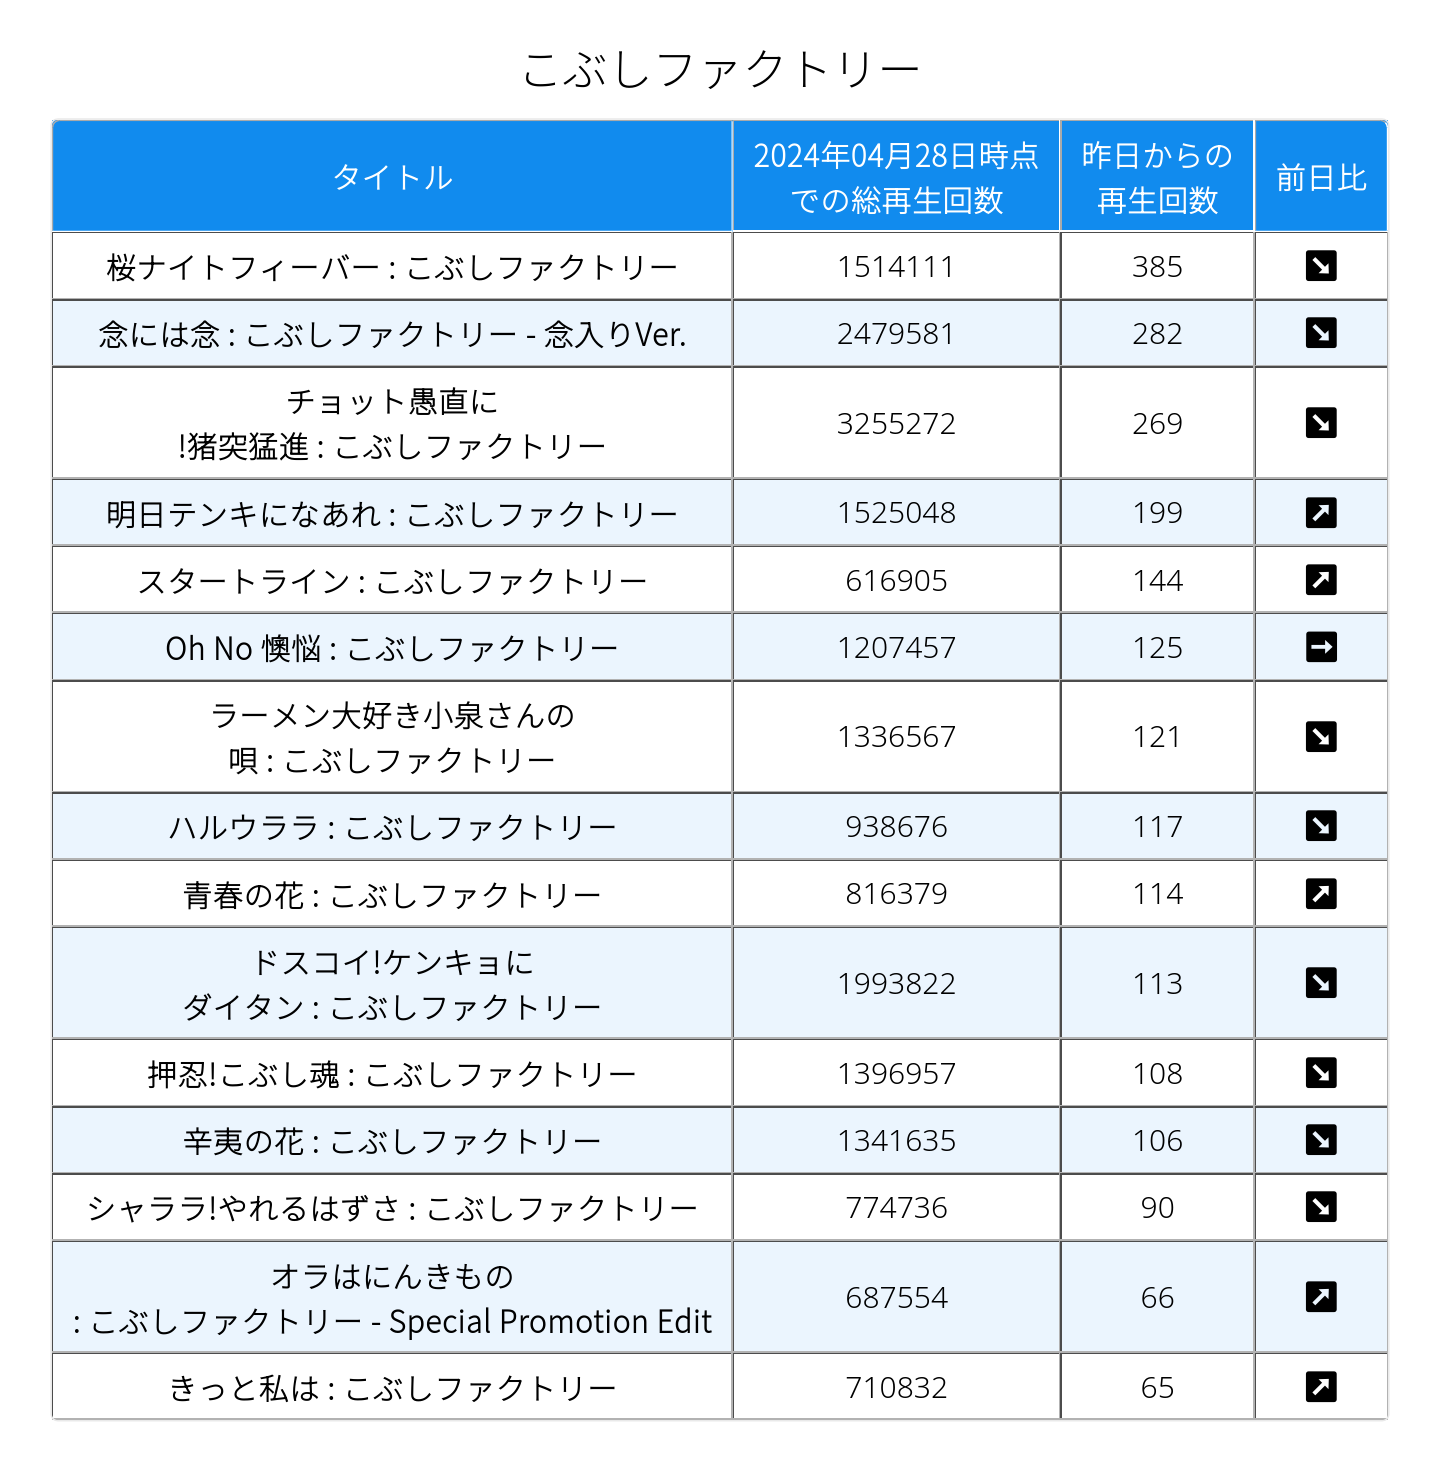 こぶしファクトリー
タイトル
2024年04月28日時点
での総再生回数
昨日からの
再生回数
前日比
桜ナイトフィーバー : こぶしファクトリー
1514111
385
念には念 : こぶしファクトリー - 念入りVer.
2479581
282
チョット愚直に
!猪突猛進 : こぶしファクトリー
3255272
269
明日テンキになあれ : こぶしファクトリー
1525048
199
スタートライン : こぶしファクトリー
616905
144
Oh No 懊悩 : こぶしファクトリー
1207457
125
ラーメン大好き小泉さんの
唄 : こぶしファクトリー
1336567
121
ハルウララ : こぶしファクトリー
938676
117
青春の花 : こぶしファクトリー
816379
114
ドスコイ!ケンキョに
ダイタン : こぶしファクトリー
1993822
113
押忍!こぶし魂 : こぶしファクトリー
1396957
108
辛夷の花 : こぶしファクトリー
1341635
106
シャララ!やれるはずさ : こぶしファクトリー
774736
90
オラはにんきもの
: こぶしファクトリー - Special Promotion Edit
687554
66
きっと私は : こぶしファクトリー
710832
65